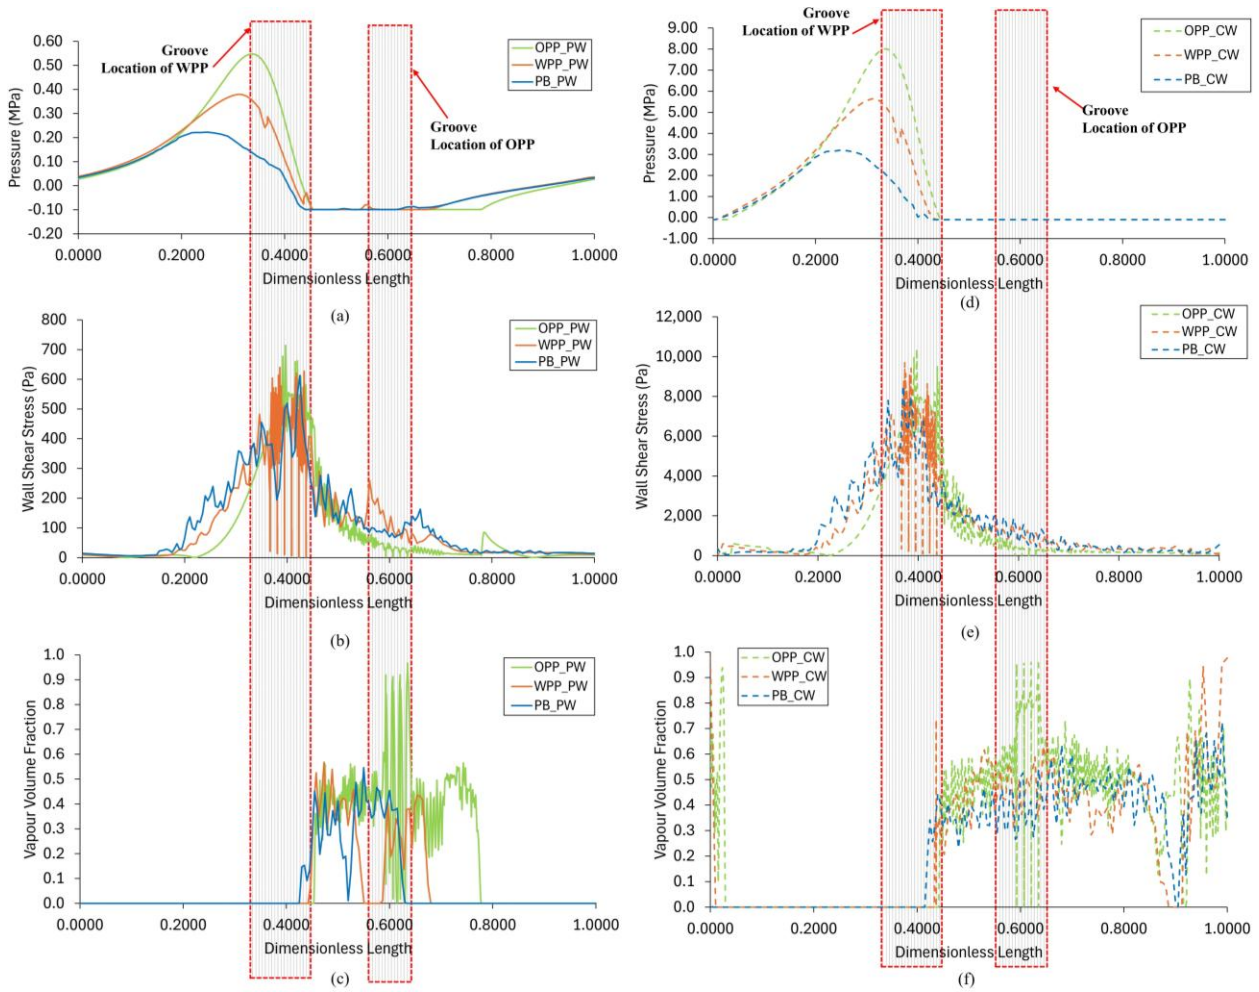 Groove
Location of WPP
Groove
Location of OPP
OPP_PW
WPP_PW
PB_PW
Pressure (MPa)
0.60
0.50
0.40
0.30
0.20
0.10
0.00
-0.10
-0.20
0.0000 0.2000 0.4000 0.6000 0.8000 1.0000
Dimensionless Length
(a)
Groove
Location of WPP
Groove
Location of OPP
OPP_CW
WPP_CW
PB_CW
Pressure (MPa)
9.00
8.00
7.00
6.00
5.00
4.00
3.00
2.00
1.00
0.00
-1.00
0.0000 0.2000 0.4000 0.6000 0.8000 1.0000
Dimensionless Length
(d)
OPP_PW
WPP_PW
PB_PW
Wall Shear Stress (Pa)
800
700
600
500
400
300
200
100
0
0.0000 0.2000 0.4000 0.6000 0.8000 1.0000
Dimensionless Length
(b)
OPP_CW
WPP_CW
PB_CW
Wall Shear Stress (Pa)
12,000
10,000
8,000
6,000
4,000
2,000
0
0.0000 0.2000 0.4000 0.6000 0.8000 1.0000
Dimensionless Length
(e)
OPP_PW
WPP_PW
PB_PW
Vapour Volume Fraction
1.0
0.9
0.8
0.7
0.6
0.5
0.4
0.3
0.2
0.1
0.0
0.0000 0.2000 0.4000 0.6000 0.8000 1.0000
Dimensionless Length
(c)
OPP_CW
WPP_CW
PB_CW
Vapour Volume Fraction
1.0
0.9
0.8
0.7
0.6
0.5
0.4
0.3
0.2
0.1
0.0
0.0000 0.2000 0.4000 0.6000 0.8000 1.0000
Dimensionless Length
(f)